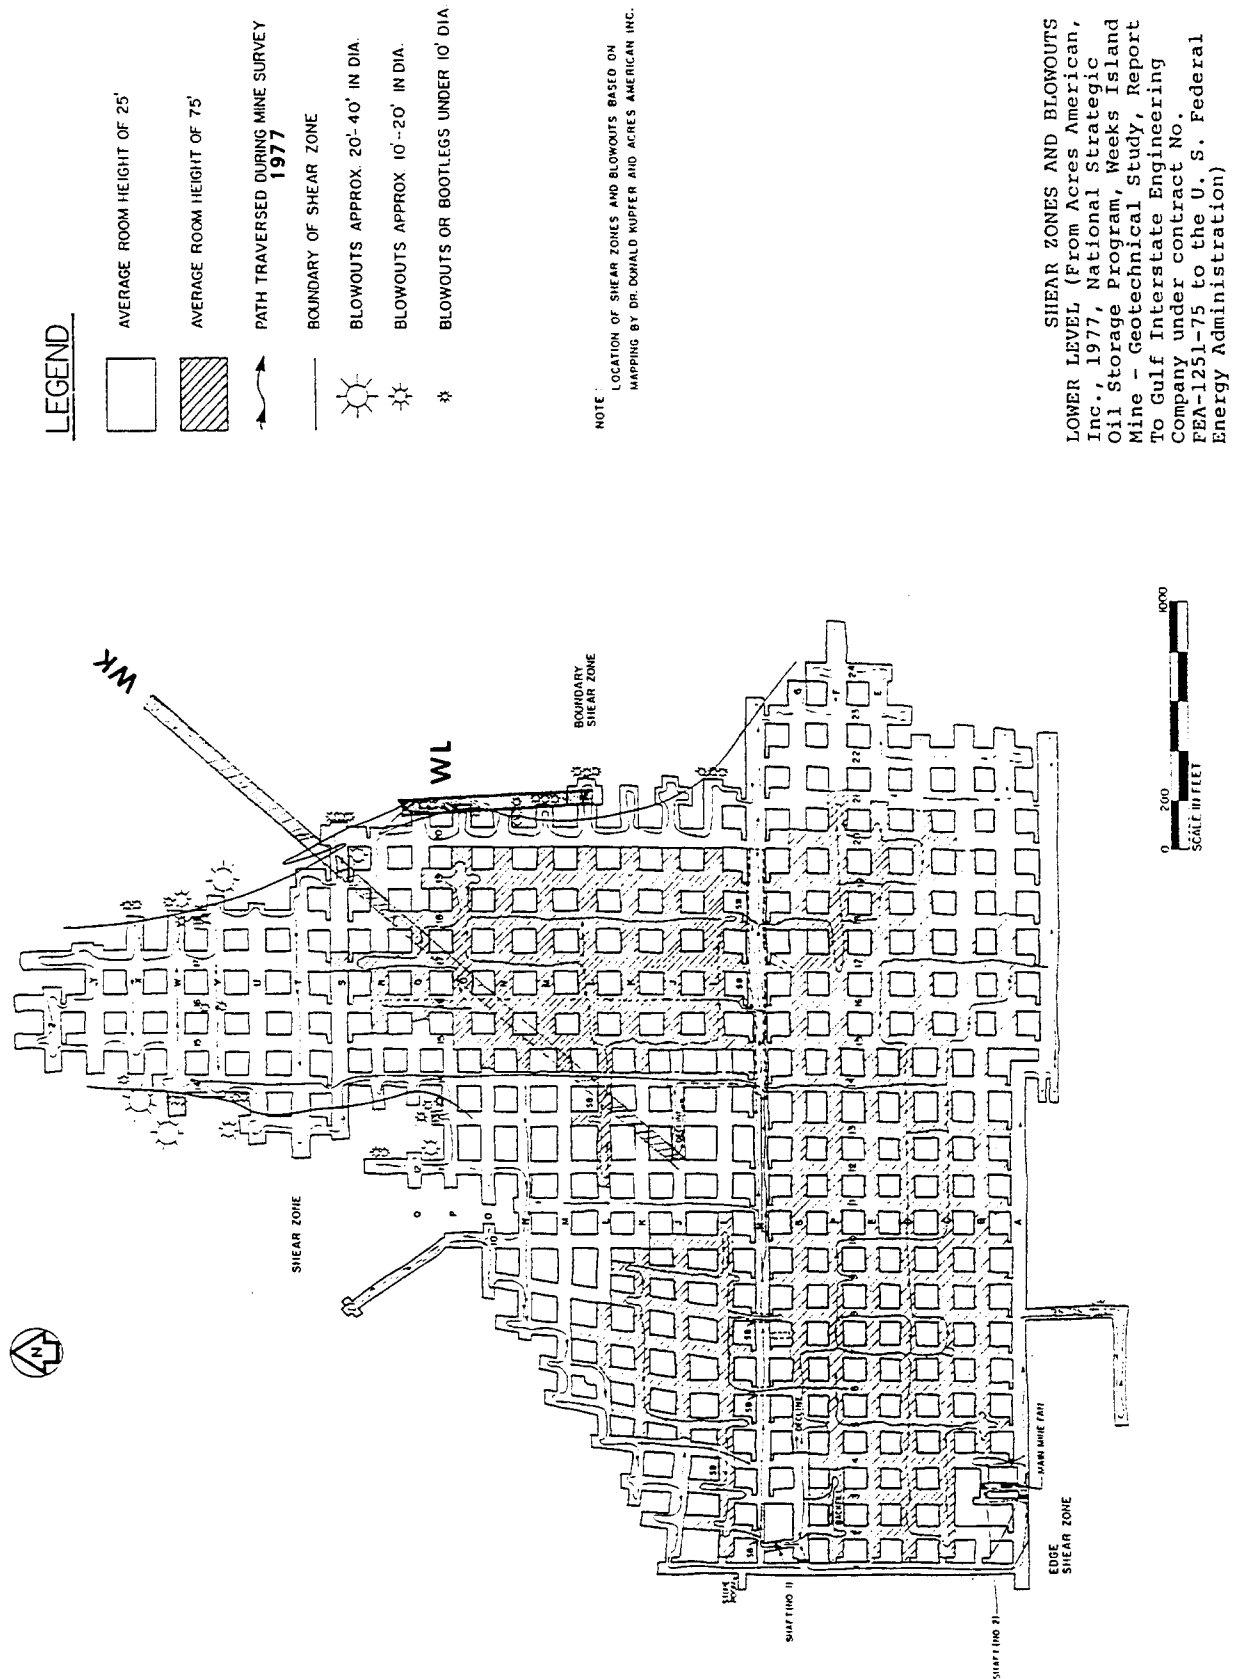 LEGEND
AVERAGE ROOM HEIGHT OF 25'
AVERAGE ROOM HEIGHT OF 75'
PATH TRAVERSED DURING MINE SURVEY
1977
BOUNDARY OF SHEAR ZONE
BLOWOUTS APPROX. 20'-40' IN DIA.
BLOWOUTS APPROX 10'-20' IN DIA.
BLOWOUTS OR BOOTLEGS UNDER 10' DIA
NOTE:
LOCATION OF SHEAR ZONES AND BLOWOUTS BASED ON
MAPPING BY DR. DONALD KUPFER AND ACRES AMERICAN INC.
SHEAR ZONES AND BLOWOUTS
LOWER LEVEL (From Acres American,
Inc., 1977, National Strategic
Oil Storage Program, Weeks Island
Mine - Geotechnical Study, Report
To Gulf Interstate Engineering
Company under contract No.
FEA-1251-75 to the U. S. Federal
Energy Administration)
N
WK
WL
BOUNDARY
SHEAR ZONE
SHEAR ZONE
EDGE
SHEAR ZONE
MAIN MINE FAN
SHAFT (NO 1)
SHAFT (NO 2)
DECLINE
DECLINE
BACKFILL
0 200 1000
SCALE IN FEET